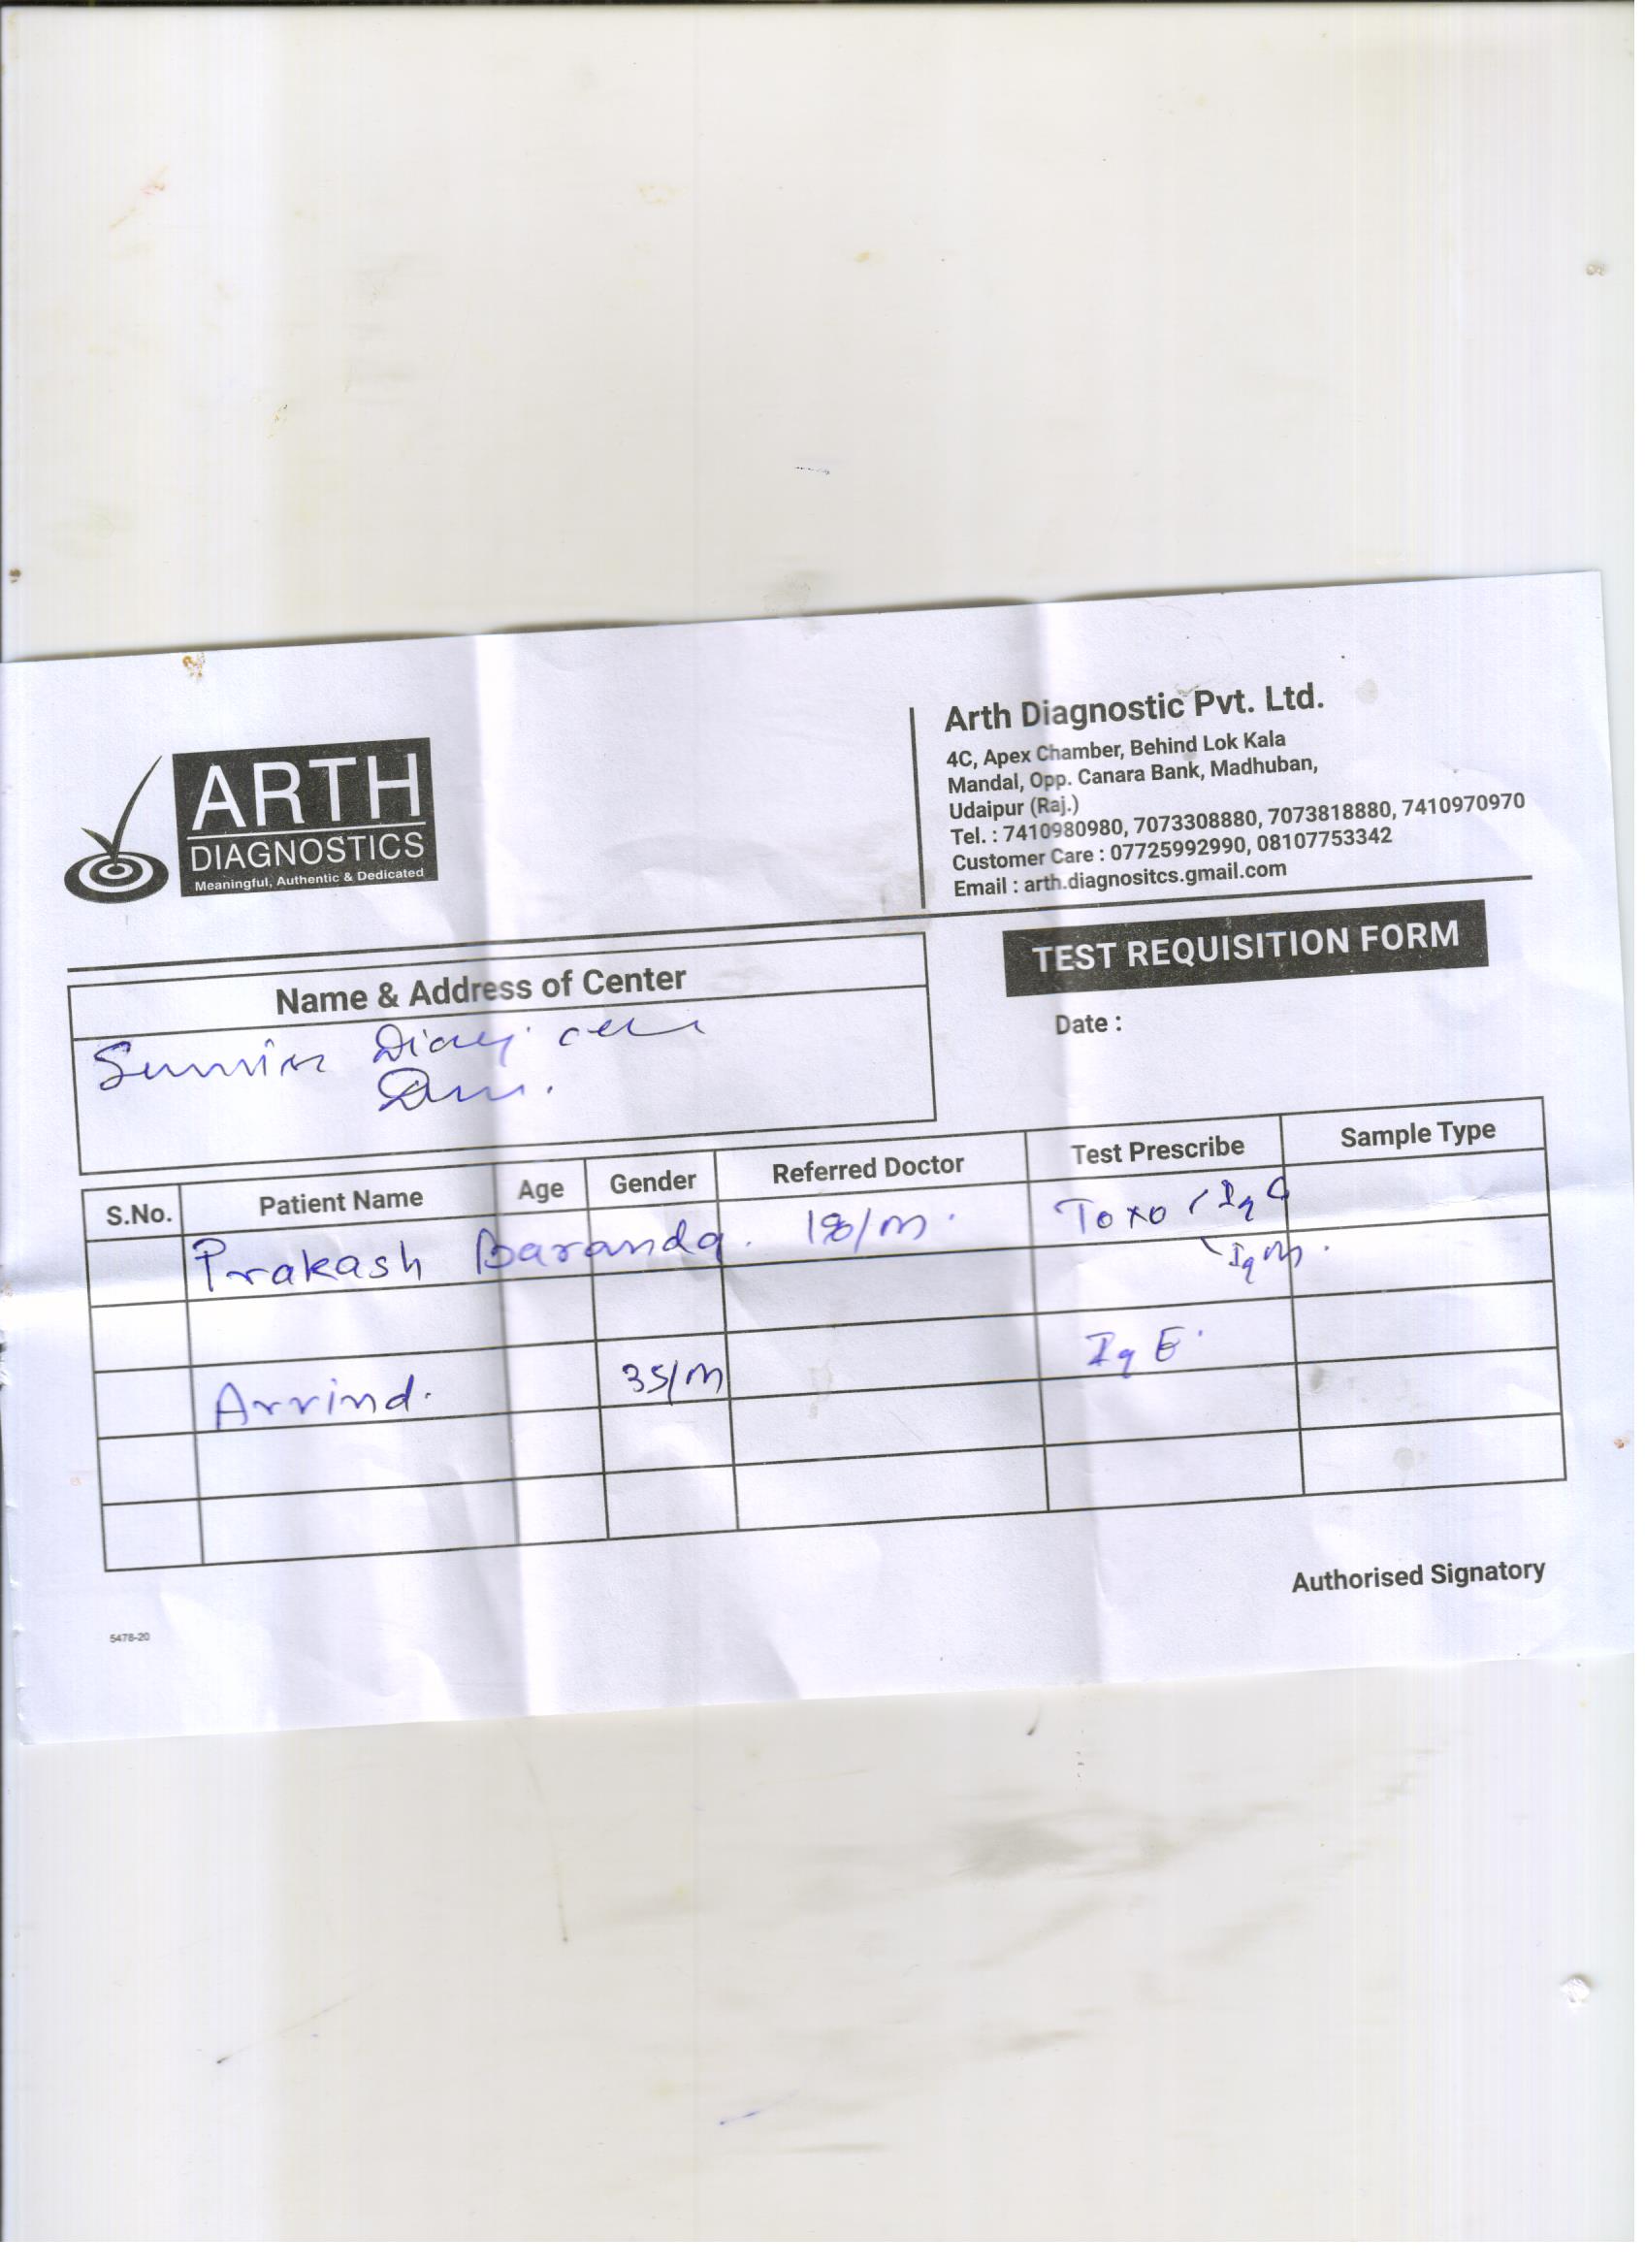 ARTH
DIAGNOSTICS
Meaningful, Authentic & Dedicated
Arth Diagnostic Pvt. Ltd.
4C, Apex Chamber, Behind Lok Kala
Mandal, Opp. Canara Bank, Madhuban,
Udaipur (Raj.)
Tel. : 7410980980, 7073308880, 7073818880, 7410970970
Customer Care : 07725992990, 08107753342
Email : arth.diagnositcs.gmail.com
TEST REQUISITION FORM
Date :
Name & Address of Center
S.No. Patient Name Age Gender Referred Doctor Test Prescribe Sample Type
Prakash Baranda. 18/M. Toxo IgG
IgM.
Arvind. 35/M IgE.
Authorised Signatory
5478-20